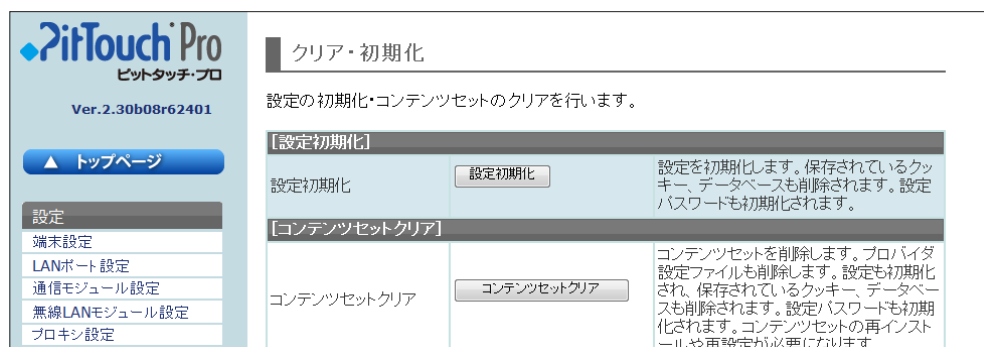 PitTouch Pro
ピットタッチ・プロ
Ver.2.30b08r62401
▲ トップページ
設定
端末設定
LANポート設定
通信モジュール設定
無線LANモジュール設定
プロキシ設定
クリア・初期化
設定の初期化・コンテンツセットのクリアを行います。
[設定初期化]
設定初期化
設定初期化
設定を初期化します。保存されているクッ
キー、データベースも削除されます。設定
パスワードも初期化されます。
[コンテンツセットクリア]
コンテンツセットクリア
コンテンツセットクリア
コンテンツセットを削除します。プロバイダ
設定ファイルも削除します。設定も初期化
され、保存されているクッキー、データベー
スも削除されます。設定パスワードも初期
化されます。コンテンツセットの再インスト
ールや再設定が必要になります